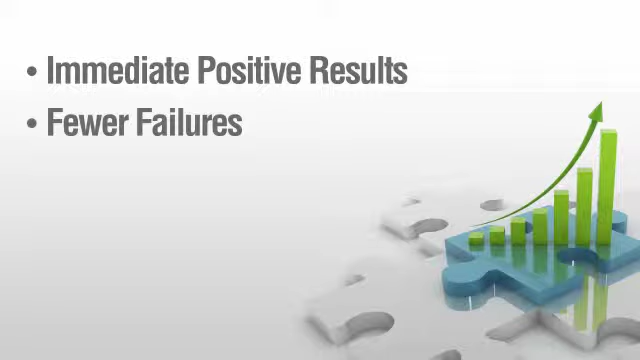 • Immediate Positive Results
• Fewer Failures